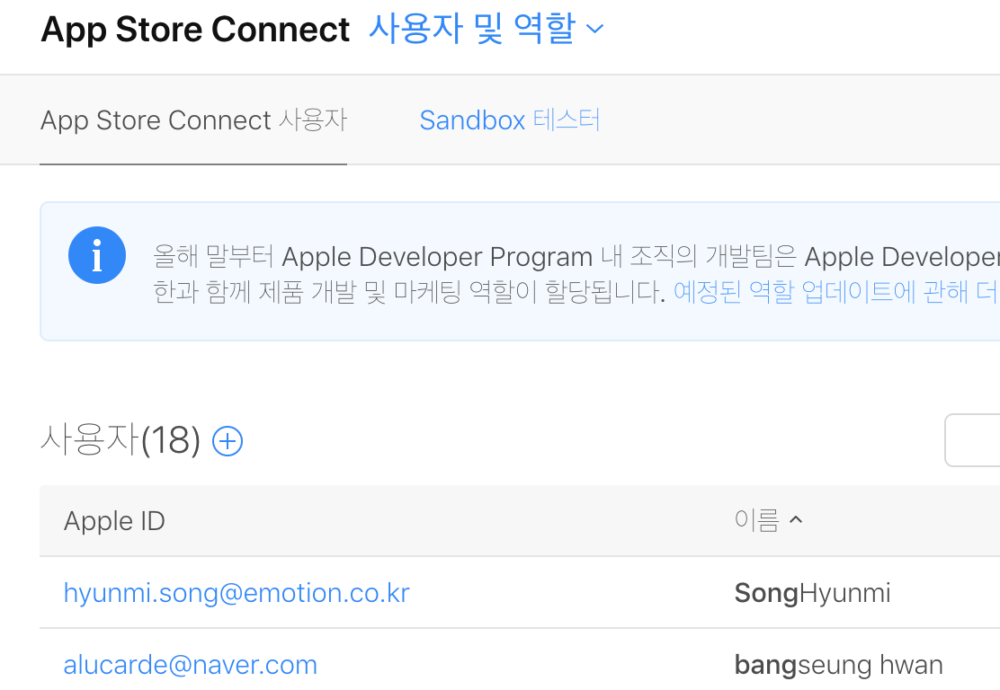 App Store Connect 사용자 및 역할
App Store Connect 사용자 Sandbox 테스터
올해 말부터 Apple Developer Program 내 조직의 개발팀은 Apple Developer
한과 함께 제품 개발 및 마케팅 역할이 할당됩니다. 예정된 역할 업데이트에 관해 더
사용자(18)
Apple ID 이름
hyunmi.song@emotion.co.kr SongHyunmi
alucarde@naver.com bangseung hwan